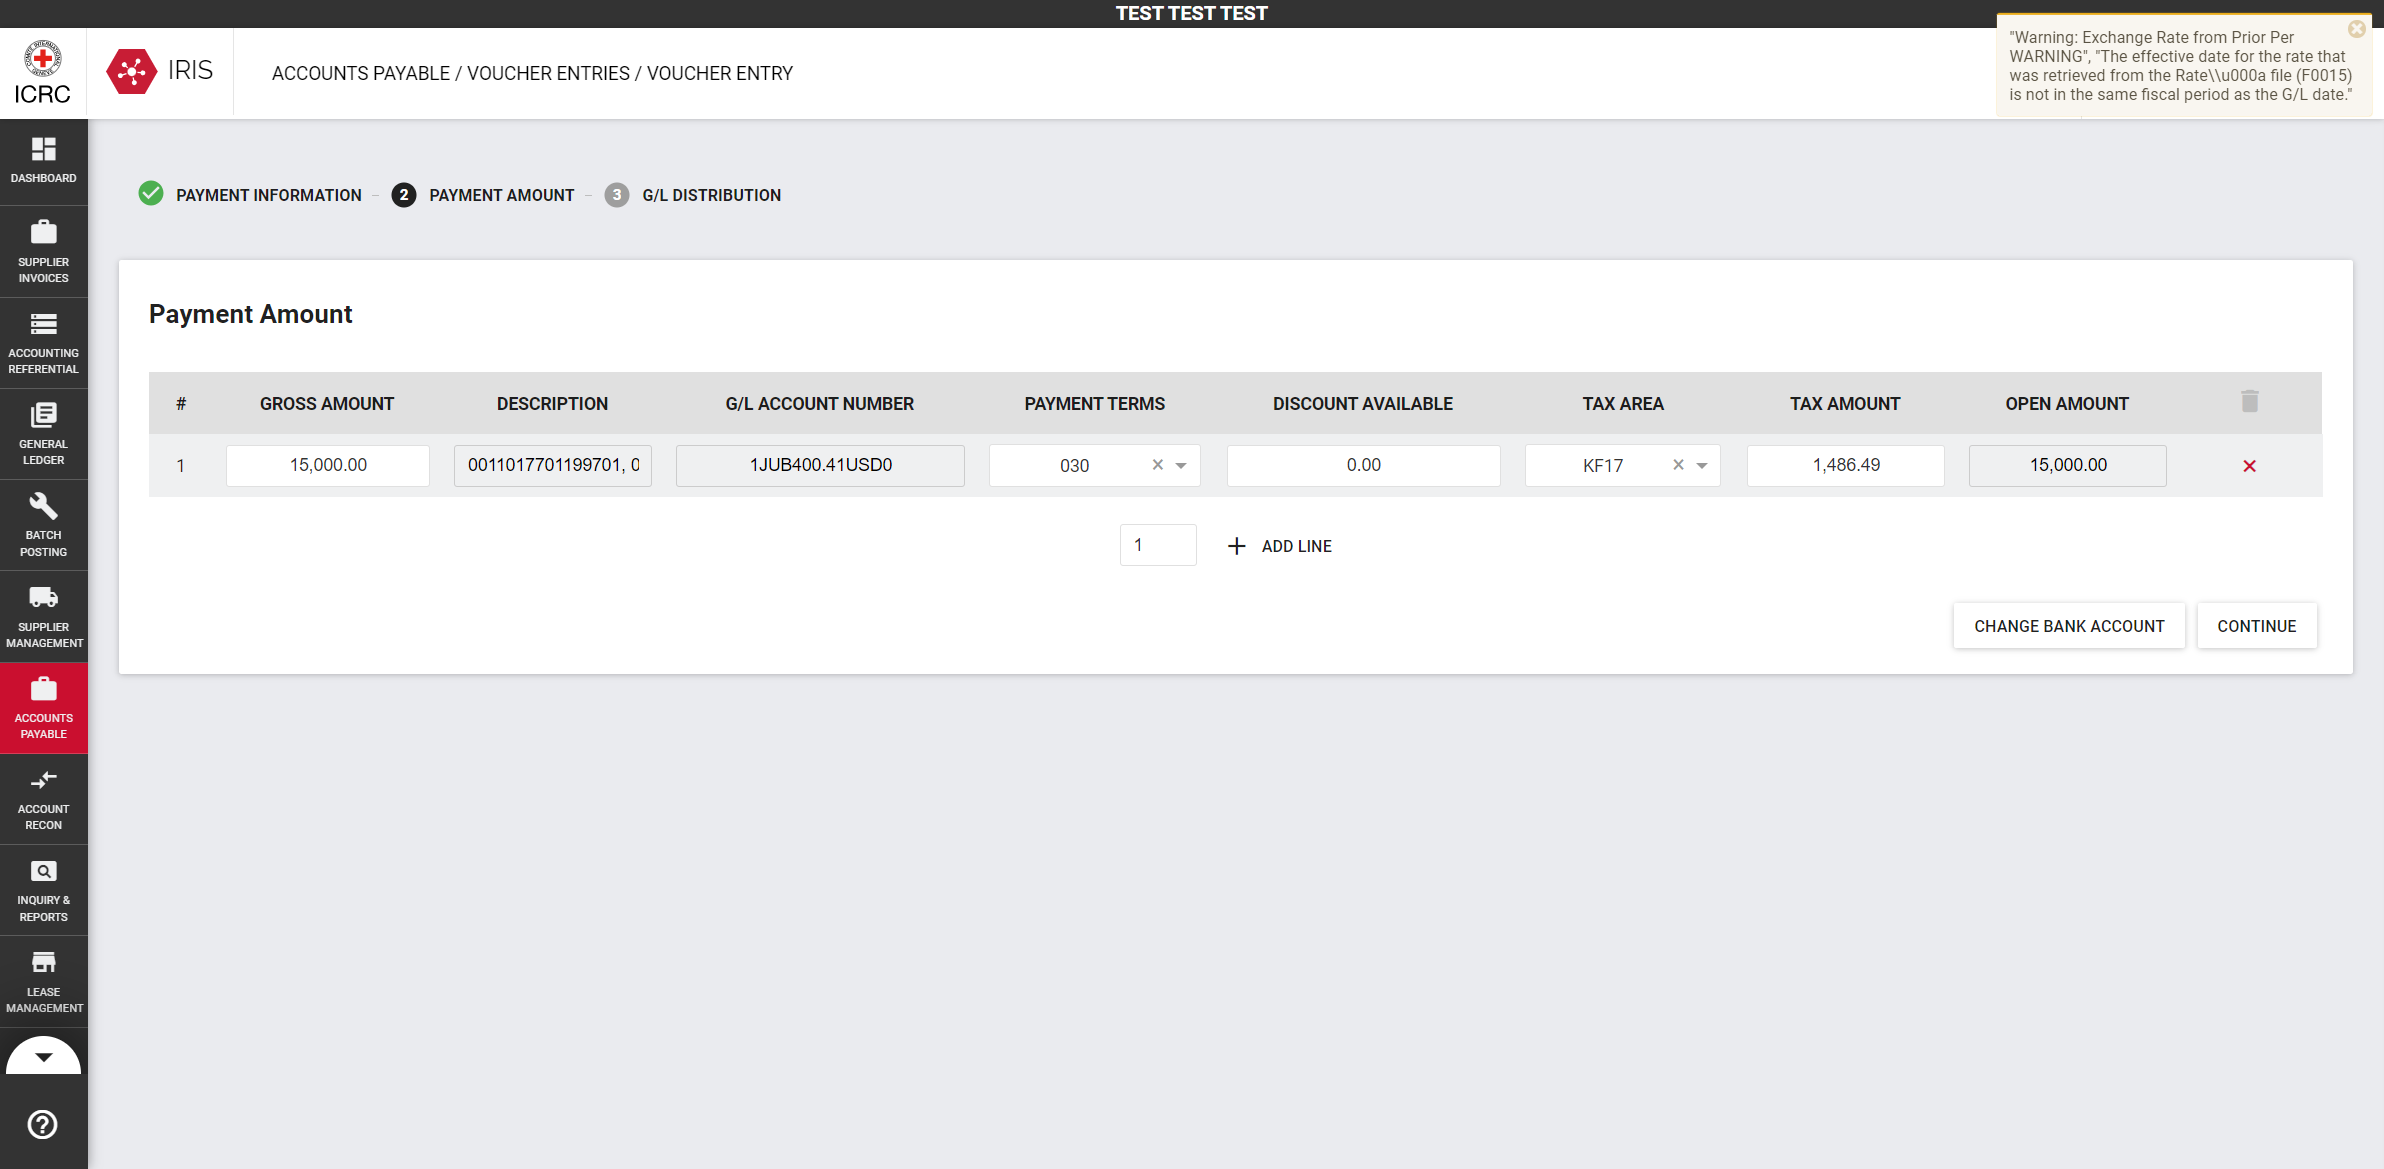 TEST TEST TEST
ICRC
IRIS
ACCOUNTS PAYABLE / VOUCHER ENTRIES / VOUCHER ENTRY
"Warning: Exchange Rate from Prior Per
WARNING", "The effective date for the rate that
was retrieved from the Rate\\u000a file (F0015)
is not in the same fiscal period as the G/L date."
DASHBOARD
SUPPLIER
INVOICES
ACCOUNTING
REFERENTIAL
GENERAL
LEDGER
BATCH
POSTING
SUPPLIER
MANAGEMENT
ACCOUNTS
PAYABLE
ACCOUNT
RECON
INQUIRY &
REPORTS
LEASE
MANAGEMENT
PAYMENT INFORMATION – 2 PAYMENT AMOUNT – 3 G/L DISTRIBUTION
Payment Amount
# GROSS AMOUNT DESCRIPTION G/L ACCOUNT NUMBER PAYMENT TERMS DISCOUNT AVAILABLE TAX AREA TAX AMOUNT OPEN AMOUNT
1 15,000.00 0011017701199701, 0 1JUB400.41USD0 030 0.00 KF17 1,486.49 15,000.00
1 ADD LINE
CHANGE BANK ACCOUNT CONTINUE